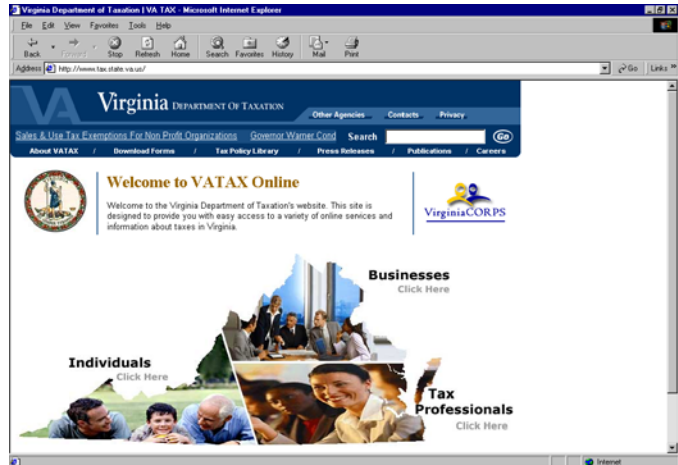 Virginia Department of Taxation | VA TAX - Microsoft Internet Explorer
File Edit View Favorites Tools Help
Back Forward Stop Refresh Home Search Favorites History Mail Print
Address http://www.tax.state.va.us/ Go Links »
VA Virginia DEPARTMENT OF TAXATION
Other Agencies Contacts Privacy
Sales & Use Tax Exemptions For Non Profit Organizations Governor Warner Cond Search Go
About VATAX / Download Forms / Tax Policy Library / Press Releases / Publications / Careers
Welcome to VATAX Online
Welcome to the Virginia Department of Taxation's website. This site is
designed to provide you with easy access to a variety of online services and
information about taxes in Virginia.
VirginiaCORPS
Businesses
Click Here
Individuals
Click Here
Tax
Professionals
Click Here
Internet